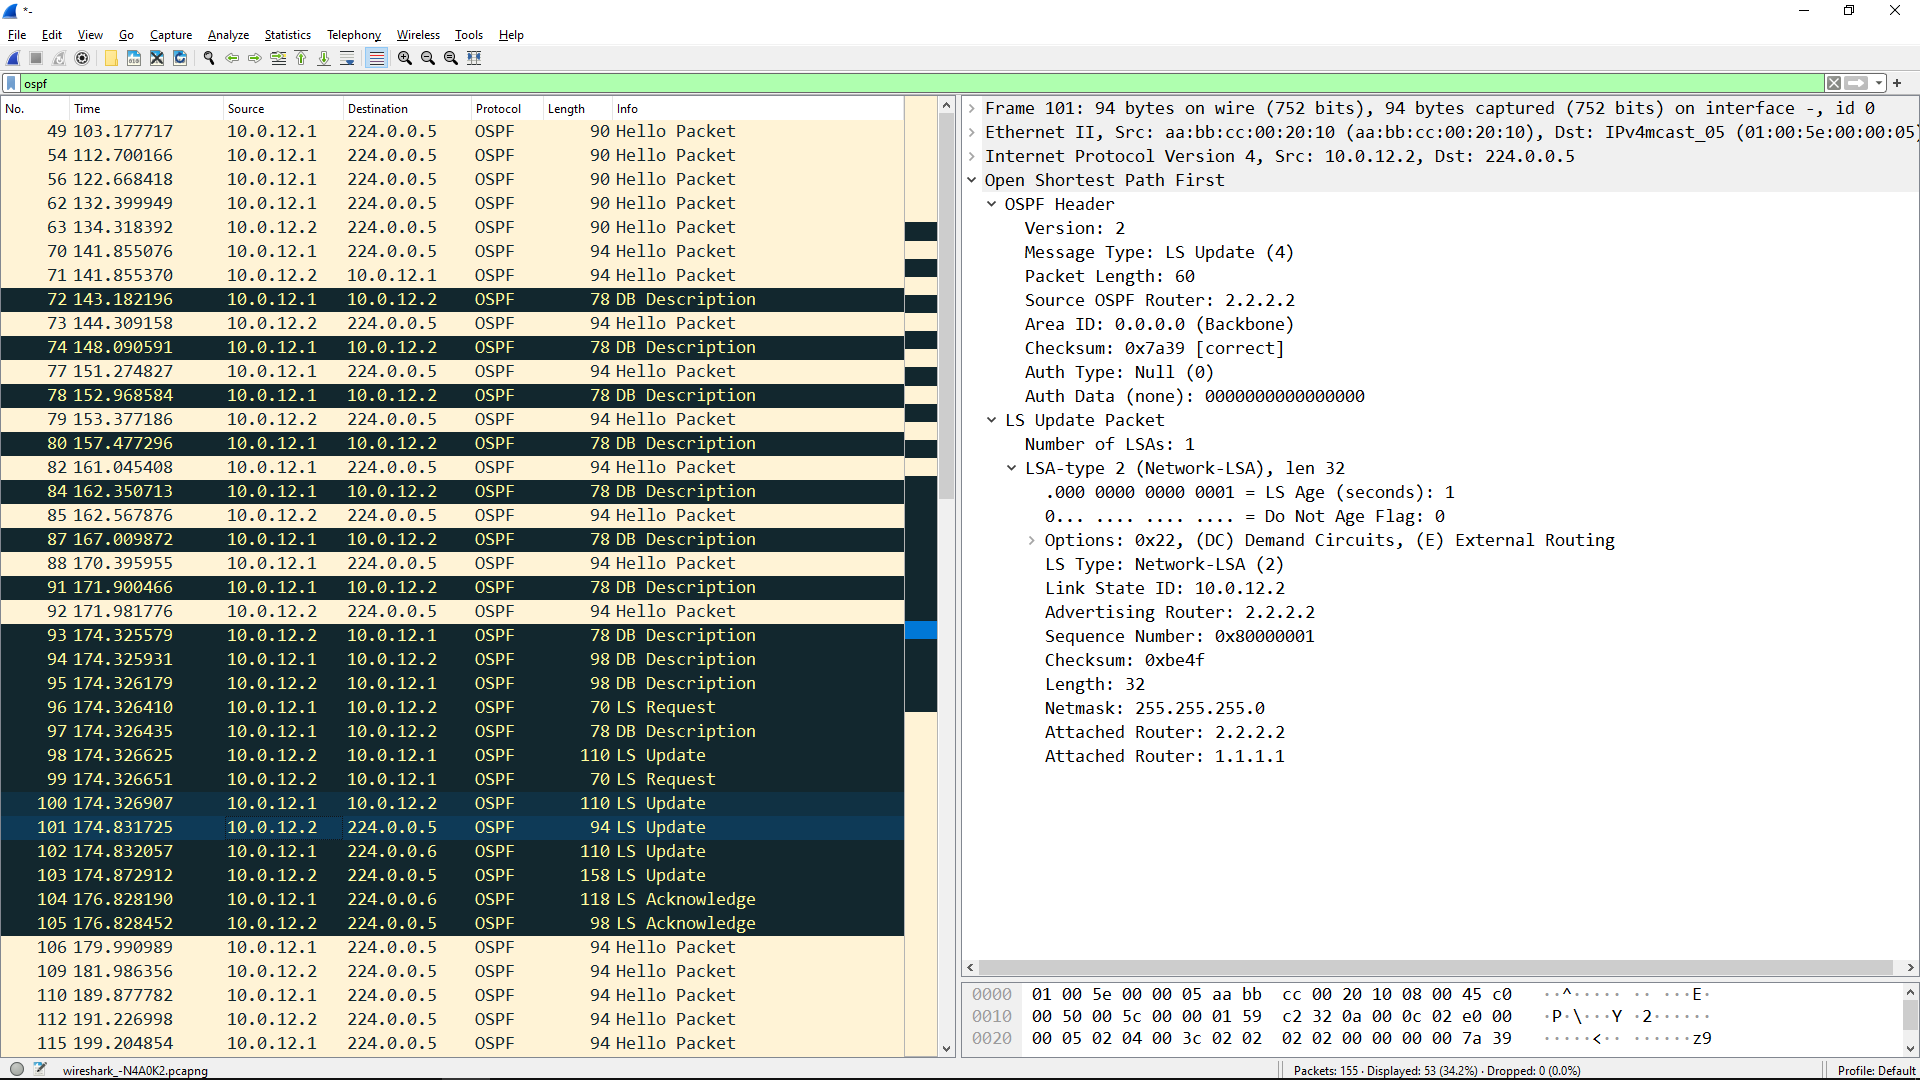 *-
File Edit View Go Capture Analyze Statistics Telephony Wireless Tools Help
ospf
No. Time Source Destination Protocol Length Info
49 103.177717 10.0.12.1 224.0.0.5 OSPF 90 Hello Packet
54 112.700166 10.0.12.1 224.0.0.5 OSPF 90 Hello Packet
56 122.668418 10.0.12.1 224.0.0.5 OSPF 90 Hello Packet
62 132.399949 10.0.12.1 224.0.0.5 OSPF 90 Hello Packet
63 134.318392 10.0.12.2 224.0.0.5 OSPF 90 Hello Packet
70 141.855076 10.0.12.1 224.0.0.5 OSPF 94 Hello Packet
71 141.855370 10.0.12.2 10.0.12.1 OSPF 94 Hello Packet
72 143.182196 10.0.12.1 10.0.12.2 OSPF 78 DB Description
73 144.309158 10.0.12.2 224.0.0.5 OSPF 94 Hello Packet
74 148.090591 10.0.12.1 10.0.12.2 OSPF 78 DB Description
77 151.274827 10.0.12.1 224.0.0.5 OSPF 94 Hello Packet
78 152.968584 10.0.12.1 10.0.12.2 OSPF 78 DB Description
79 153.377186 10.0.12.2 224.0.0.5 OSPF 94 Hello Packet
80 157.477296 10.0.12.1 10.0.12.2 OSPF 78 DB Description
82 161.045408 10.0.12.1 224.0.0.5 OSPF 94 Hello Packet
84 162.350713 10.0.12.1 10.0.12.2 OSPF 78 DB Description
85 162.567876 10.0.12.2 224.0.0.5 OSPF 94 Hello Packet
87 167.009872 10.0.12.1 10.0.12.2 OSPF 78 DB Description
88 170.395955 10.0.12.1 224.0.0.5 OSPF 94 Hello Packet
91 171.900466 10.0.12.1 10.0.12.2 OSPF 78 DB Description
92 171.981776 10.0.12.2 224.0.0.5 OSPF 94 Hello Packet
93 174.325579 10.0.12.2 10.0.12.1 OSPF 78 DB Description
94 174.325931 10.0.12.1 10.0.12.2 OSPF 98 DB Description
95 174.326179 10.0.12.2 10.0.12.1 OSPF 98 DB Description
96 174.326410 10.0.12.1 10.0.12.2 OSPF 70 LS Request
97 174.326435 10.0.12.1 10.0.12.2 OSPF 78 DB Description
98 174.326625 10.0.12.2 10.0.12.1 OSPF 110 LS Update
99 174.326651 10.0.12.2 10.0.12.1 OSPF 70 LS Request
100 174.326907 10.0.12.1 10.0.12.2 OSPF 110 LS Update
101 174.831725 10.0.12.2 224.0.0.5 OSPF 94 LS Update
102 174.832057 10.0.12.1 224.0.0.6 OSPF 110 LS Update
103 174.872912 10.0.12.2 224.0.0.5 OSPF 158 LS Update
104 176.828190 10.0.12.1 224.0.0.6 OSPF 118 LS Acknowledge
105 176.828452 10.0.12.2 224.0.0.5 OSPF 98 LS Acknowledge
106 179.990989 10.0.12.1 224.0.0.5 OSPF 94 Hello Packet
109 181.986356 10.0.12.2 224.0.0.5 OSPF 94 Hello Packet
110 189.877782 10.0.12.1 224.0.0.5 OSPF 94 Hello Packet
112 191.226998 10.0.12.2 224.0.0.5 OSPF 94 Hello Packet
115 199.204854 10.0.12.1 224.0.0.5 OSPF 94 Hello Packet
Frame 101: 94 bytes on wire (752 bits), 94 bytes captured (752 bits) on interface -, id 0
Ethernet II, Src: aa:bb:cc:00:20:10 (aa:bb:cc:00:20:10), Dst: IPv4mcast_05 (01:00:5e:00:00:05)
Internet Protocol Version 4, Src: 10.0.12.2, Dst: 224.0.0.5
Open Shortest Path First
OSPF Header
Version: 2
Message Type: LS Update (4)
Packet Length: 60
Source OSPF Router: 2.2.2.2
Area ID: 0.0.0.0 (Backbone)
Checksum: 0x7a39 [correct]
Auth Type: Null (0)
Auth Data (none): 0000000000000000
LS Update Packet
Number of LSAs: 1
LSA-type 2 (Network-LSA), len 32
.000 0000 0000 0001 = LS Age (seconds): 1
0... .... .... .... = Do Not Age Flag: 0
Options: 0x22, (DC) Demand Circuits, (E) External Routing
LS Type: Network-LSA (2)
Link State ID: 10.0.12.2
Advertising Router: 2.2.2.2
Sequence Number: 0x80000001
Checksum: 0xbe4f
Length: 32
Netmask: 255.255.255.0
Attached Router: 2.2.2.2
Attached Router: 1.1.1.1
0000 01 00 5e 00 00 05 aa bb cc 00 20 10 08 00 45 c0 ··^····· ·· ···E·
0010 00 50 00 5c 00 00 01 59 c2 32 0a 00 0c 02 e0 00 ·P·\···Y ·2······
0020 00 05 02 04 00 3c 02 02 02 02 00 00 00 00 7a 39 ·····<·· ······z9
wireshark_-N4A0K2.pcapng
Packets: 155 · Displayed: 53 (34.2%) · Dropped: 0 (0.0%)
Profile: Default